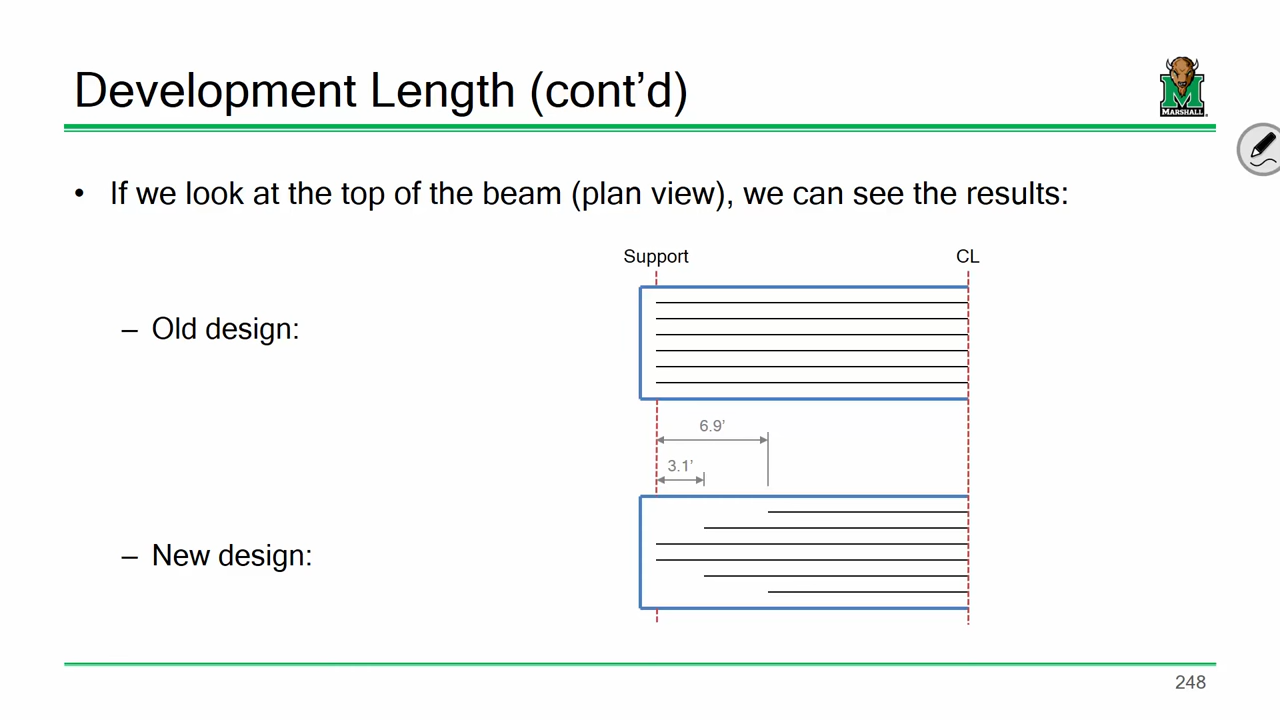 Development Length (cont’d)
MARSHALL
• If we look at the top of the beam (plan view), we can see the results:
Support
CL
– Old design:
6.9’
3.1’
– New design:
248